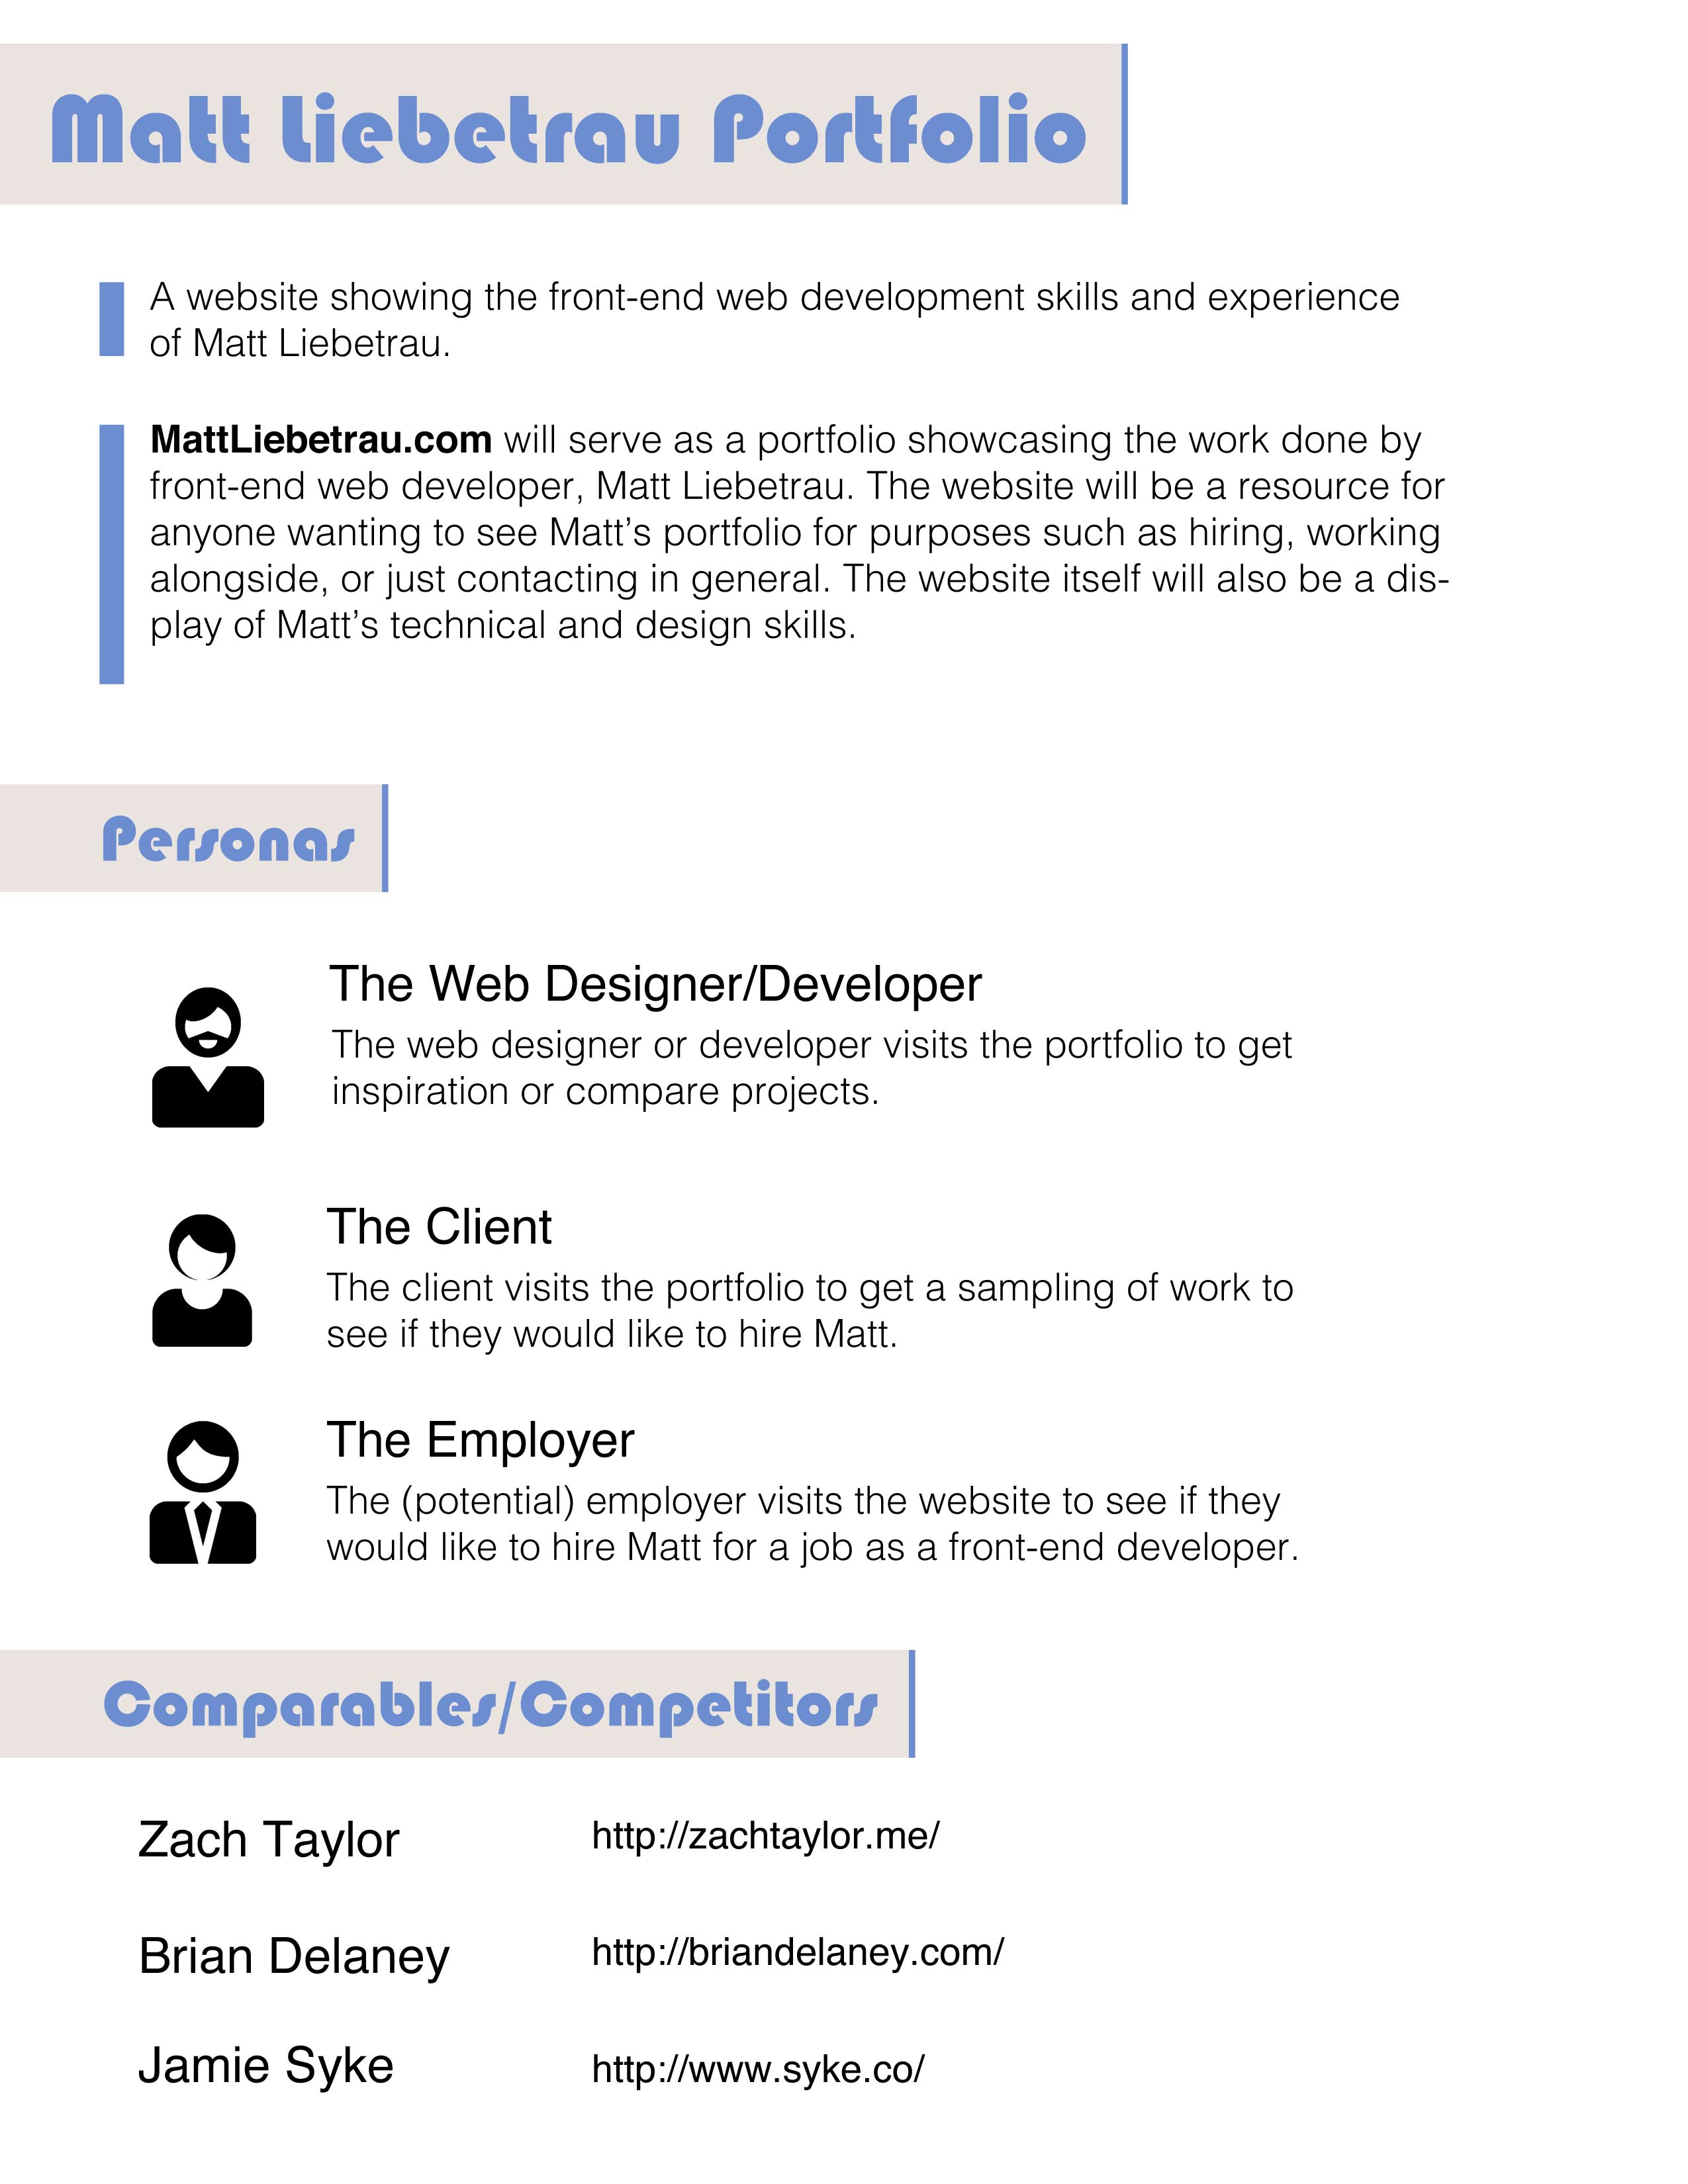 Matt Liebetrau Portfolio
A website showing the front-end web development skills and experience
of Matt Liebetrau.
MattLiebetrau.com will serve as a portfolio showcasing the work done by
front-end web developer, Matt Liebetrau. The website will be a resource for
anyone wanting to see Matt’s portfolio for purposes such as hiring, working
alongside, or just contacting in general. The website itself will also be a dis-
play of Matt’s technical and design skills.
Personas
The Web Designer/Developer
The web designer or developer visits the portfolio to get
inspiration or compare projects.
The Client
The client visits the portfolio to get a sampling of work to
see if they would like to hire Matt.
The Employer
The (potential) employer visits the website to see if they
would like to hire Matt for a job as a front-end developer.
Comparables/Competitors
Zach Taylor http://zachtaylor.me/
Brian Delaney http://briandelaney.com/
Jamie Syke http://www.syke.co/